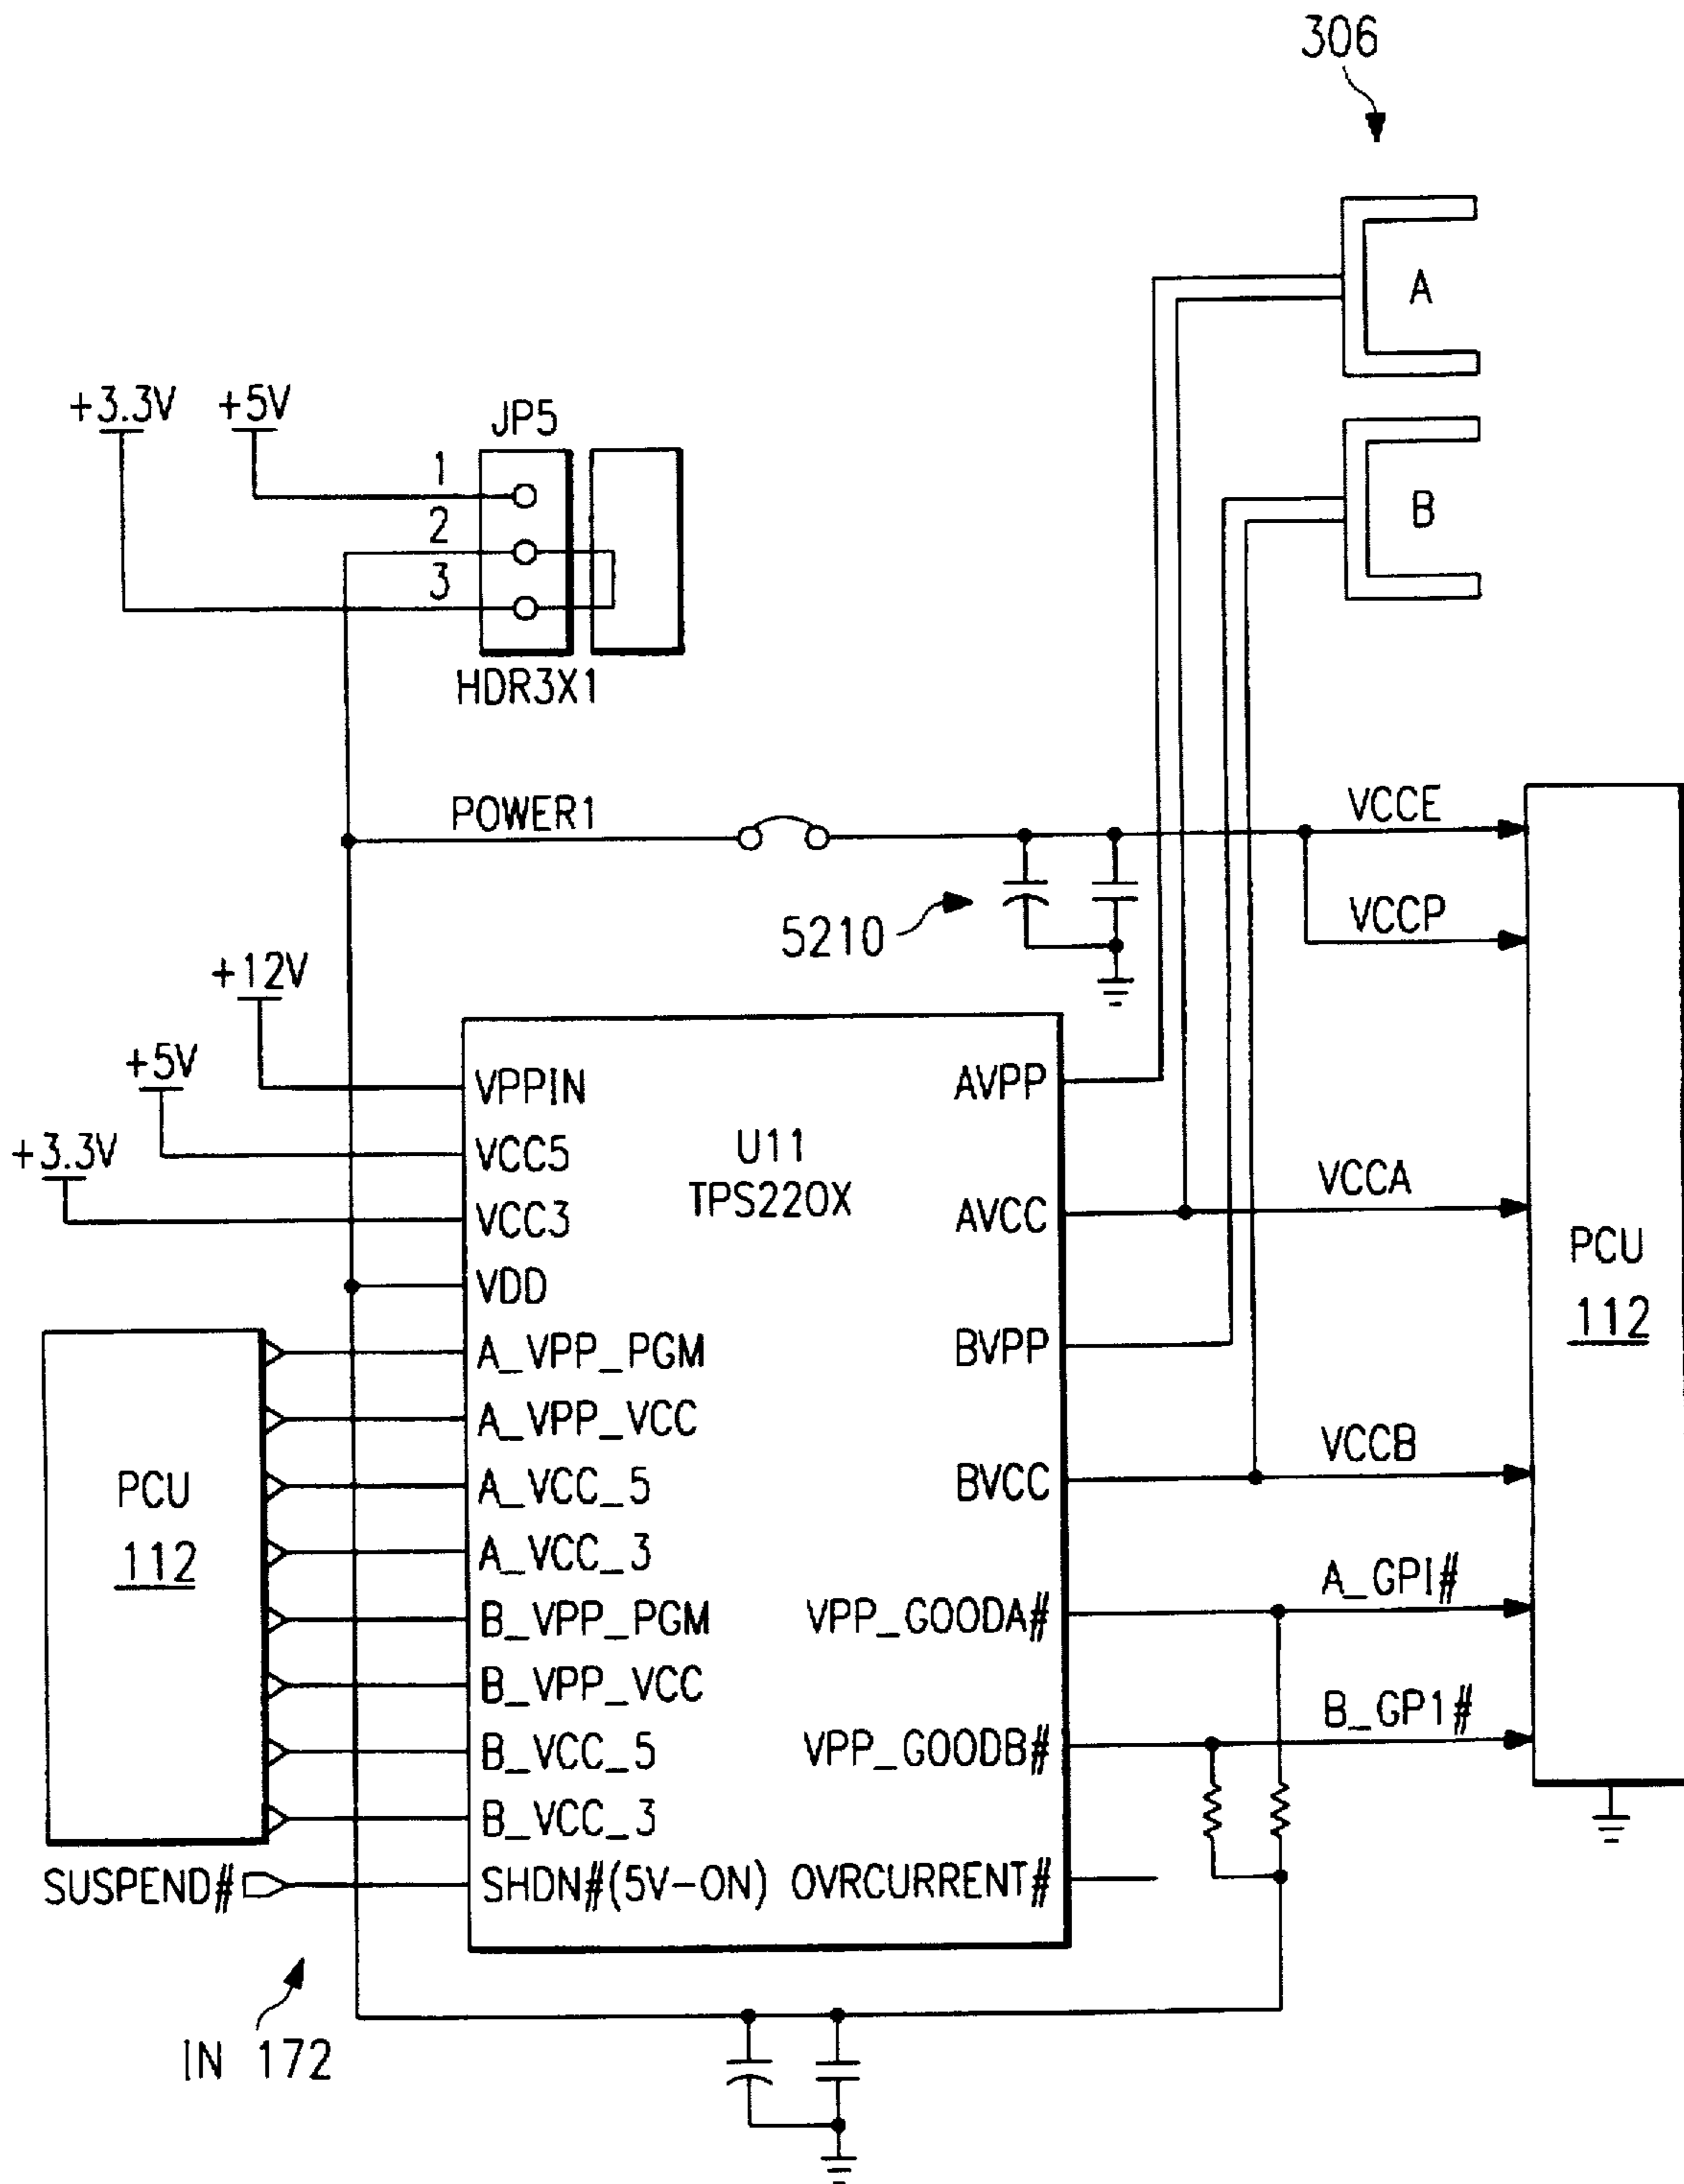 306
A
B
+3.3V
+5V
JP5
1
2
3
HDR3X1
POWER1
VCCE
VCCP
5210
+12V
+5V
+3.3V
VPPIN
VCC5
VCC3
VDD
A_VPP_PGM
A_VPP_VCC
A_VCC_5
A_VCC_3
B_VPP_PGM
B_VPP_VCC
B_VCC_5
B_VCC_3
SHDN#(5V-ON)
U11
TPS220X
AVPP
AVCC
BVPP
BVCC
VPP_GOODA#
VPP_GOODB#
OVRCURRENT#
VCCA
VCCB
A_GPI#
B_GP1#
PCU
112
PCU
112
SUSPEND#
IN 172